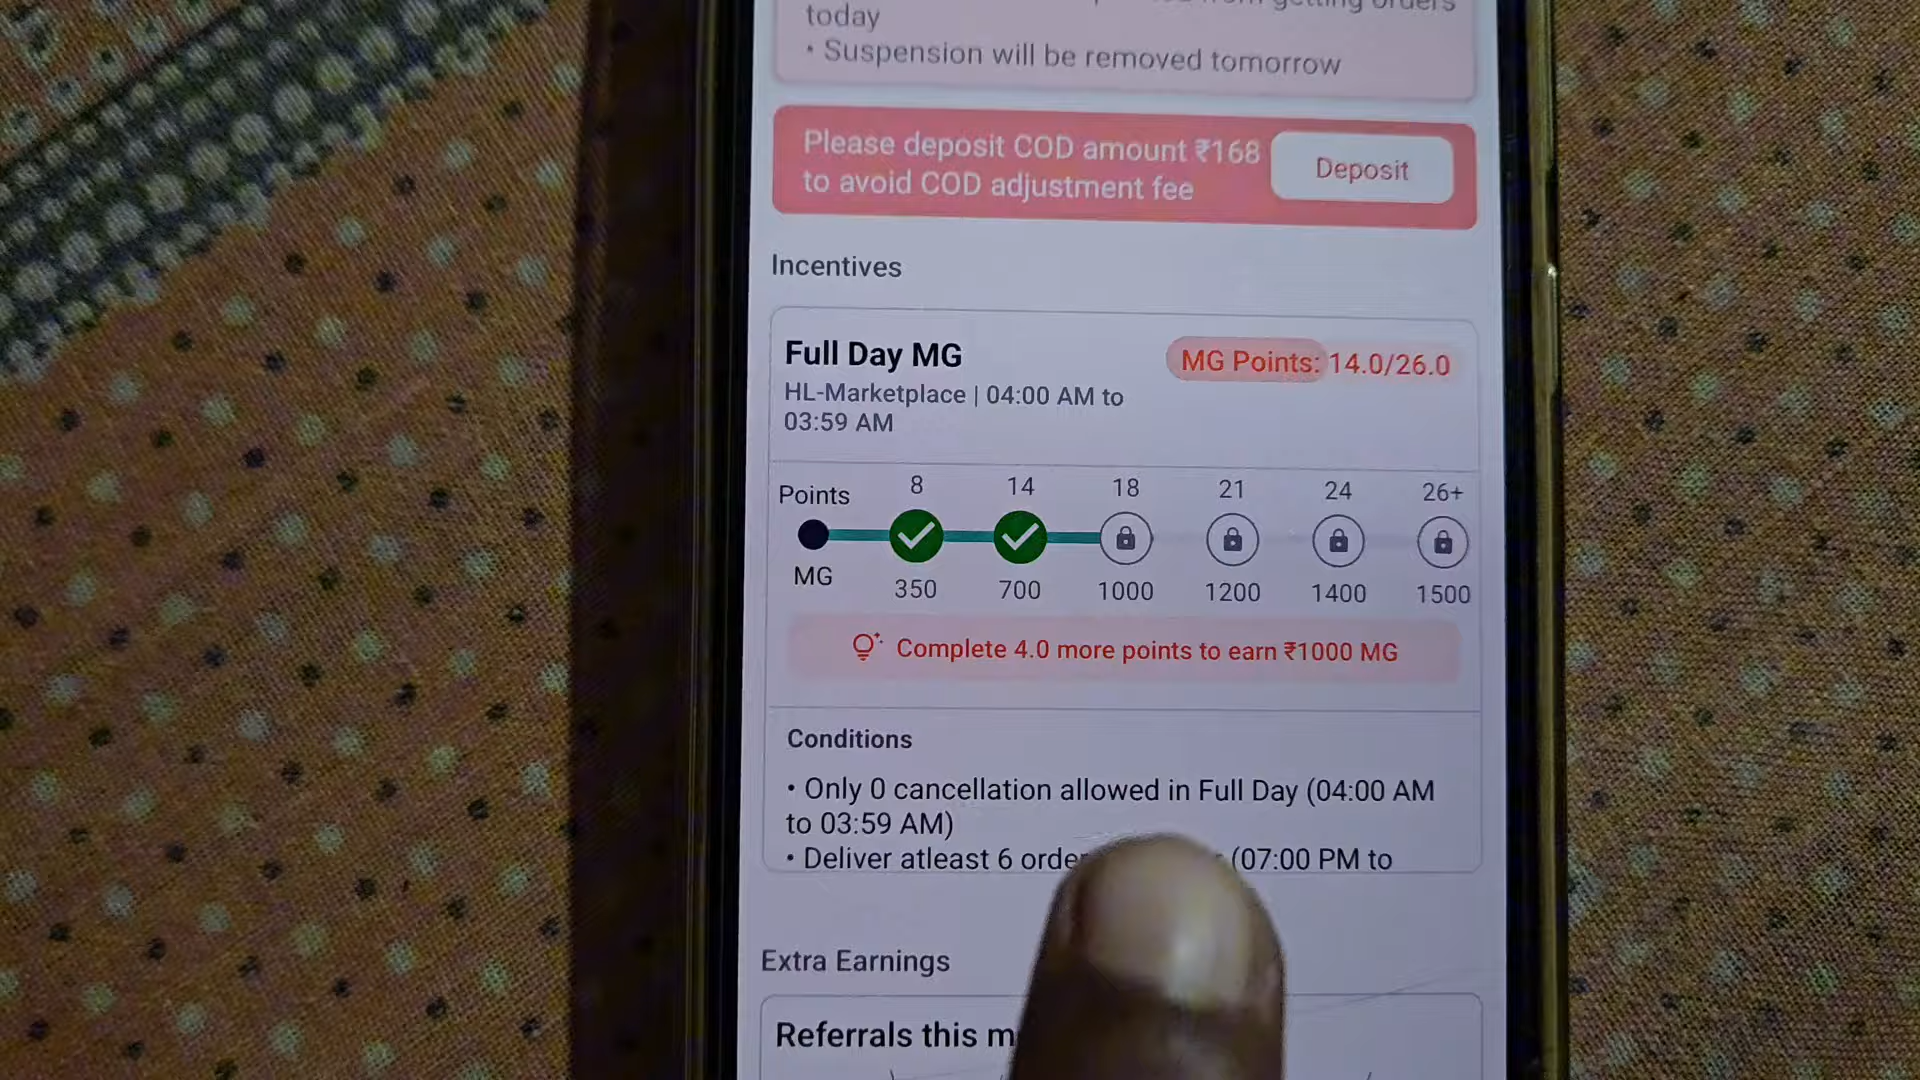 from getting orders
today
• Suspension will be removed tomorrow
Please deposit COD amount ₹168
to avoid COD adjustment fee
Deposit
Incentives
Full Day MG
MG Points: 14.0/26.0
HL-Marketplace | 04:00 AM to
03:59 AM
Points 8 14 18 21 24 26+
MG 350 700 1000 1200 1400 1500
Complete 4.0 more points to earn ₹1000 MG
Conditions
• Only 0 cancellation allowed in Full Day (04:00 AM
to 03:59 AM)
• Deliver atleast 6 (07:00 PM to
Extra Earnings
Referrals this